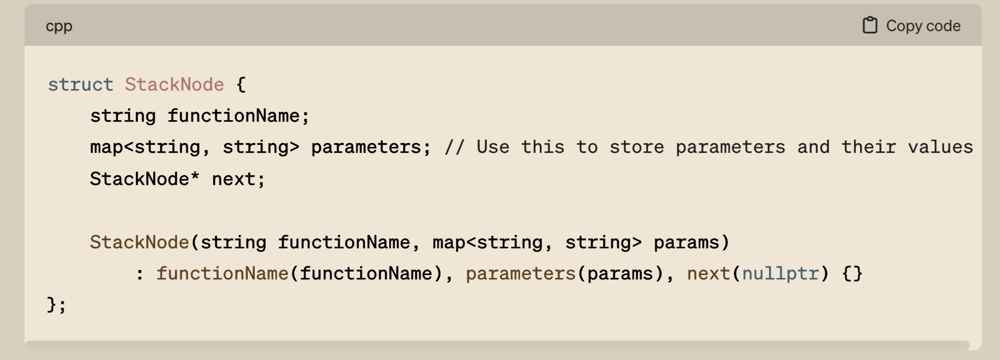 cpp
Copy code
struct StackNode {
string functionName;
map<string, string> parameters; // Use this to store parameters and their values
StackNode* next;
StackNode(string functionName, map<string, string> params)
: functionName(functionName), parameters(params), next(nullptr) {}
};